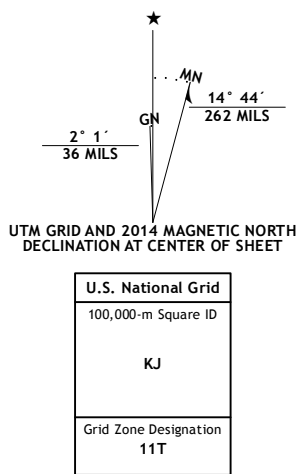 ★
MN
GN
14° 44´
262 MILS
2° 1´
36 MILS
UTM GRID AND 2014 MAGNETIC NORTH
DECLINATION AT CENTER OF SHEET
U.S. National Grid
100,000-m Square ID
KJ
Grid Zone Designation
11T